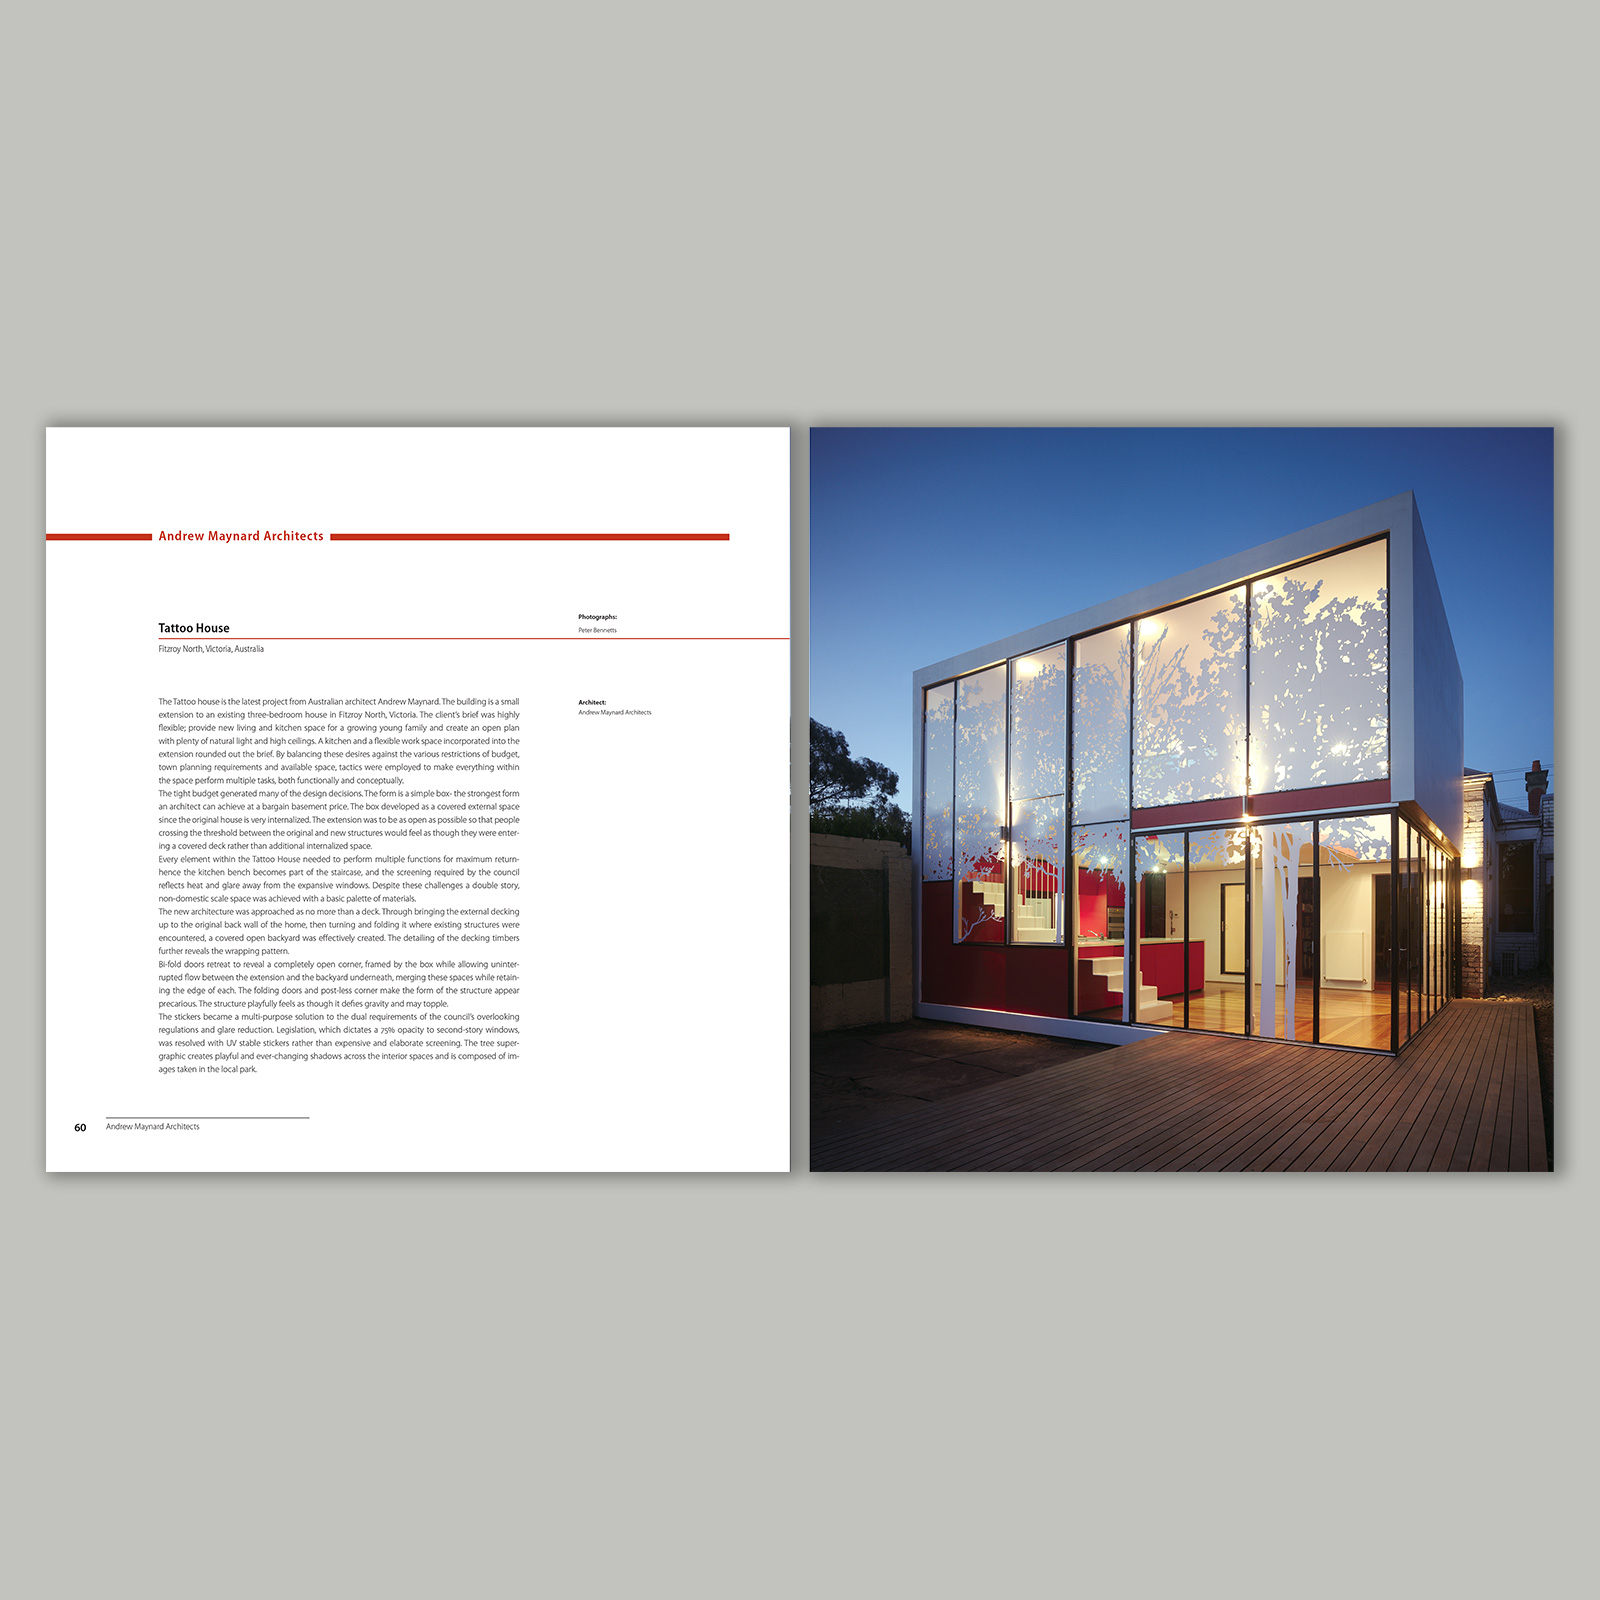 Andrew Maynard Architects
Tattoo House
Fitzroy North, Victoria, Australia
Photographs:
Peter Bennetts
Architect:
Andrew Maynard Architects
The Tattoo house is the latest project from Australian architect Andrew Maynard. The building is a small
extension to an existing three-bedroom house in Fitzroy North, Victoria. The client's brief was highly
flexible; provide new living and kitchen space for a growing young family and create an open plan
with plenty of natural light and high ceilings. A kitchen and a flexible work space incorporated into the
extension rounded out the brief. By balancing these desires against the various restrictions of budget,
town planning requirements and available space, tactics were employed to make everything within
the space perform multiple tasks, both functionally and conceptually.
The tight budget generated many of the design decisions. The form is a simple box- the strongest form
an architect can achieve at a bargain basement price. The box developed as a covered external space
since the original house is very internalized. The extension was to be as open as possible so that people
crossing the threshold between the original and new structures would feel as though they were enter-
ing a covered deck rather than additional internalized space.
Every element within the Tattoo House needed to perform multiple functions for maximum return-
hence the kitchen bench becomes part of the staircase, and the screening required by the council
reflects heat and glare away from the expansive windows. Despite these challenges a double story,
non-domestic scale space was achieved with a basic palette of materials.
The new architecture was approached as no more than a deck. Through bringing the external decking
up to the original back wall of the home, then turning and folding it where existing structures were
encountered, a covered open backyard was effectively created. The detailing of the decking timbers
further reveals the wrapping pattern.
Bi-fold doors retreat to reveal a completely open corner, framed by the box while allowing uninter-
rupted flow between the extension and the backyard underneath, merging these spaces while retain-
ing the edge of each. The folding doors and post-less corner make the form of the structure appear
precarious. The structure playfully feels as though it defies gravity and may topple.
The stickers became a multi-purpose solution to the dual requirements of the council's overlooking
regulations and glare reduction. Legislation, which dictates a 75% opacity to second-story windows,
was resolved with UV stable stickers rather than expensive and elaborate screening. The tree super-
graphic creates playful and ever-changing shadows across the interior spaces and is composed of im-
ages taken in the local park.
60
Andrew Maynard Architects